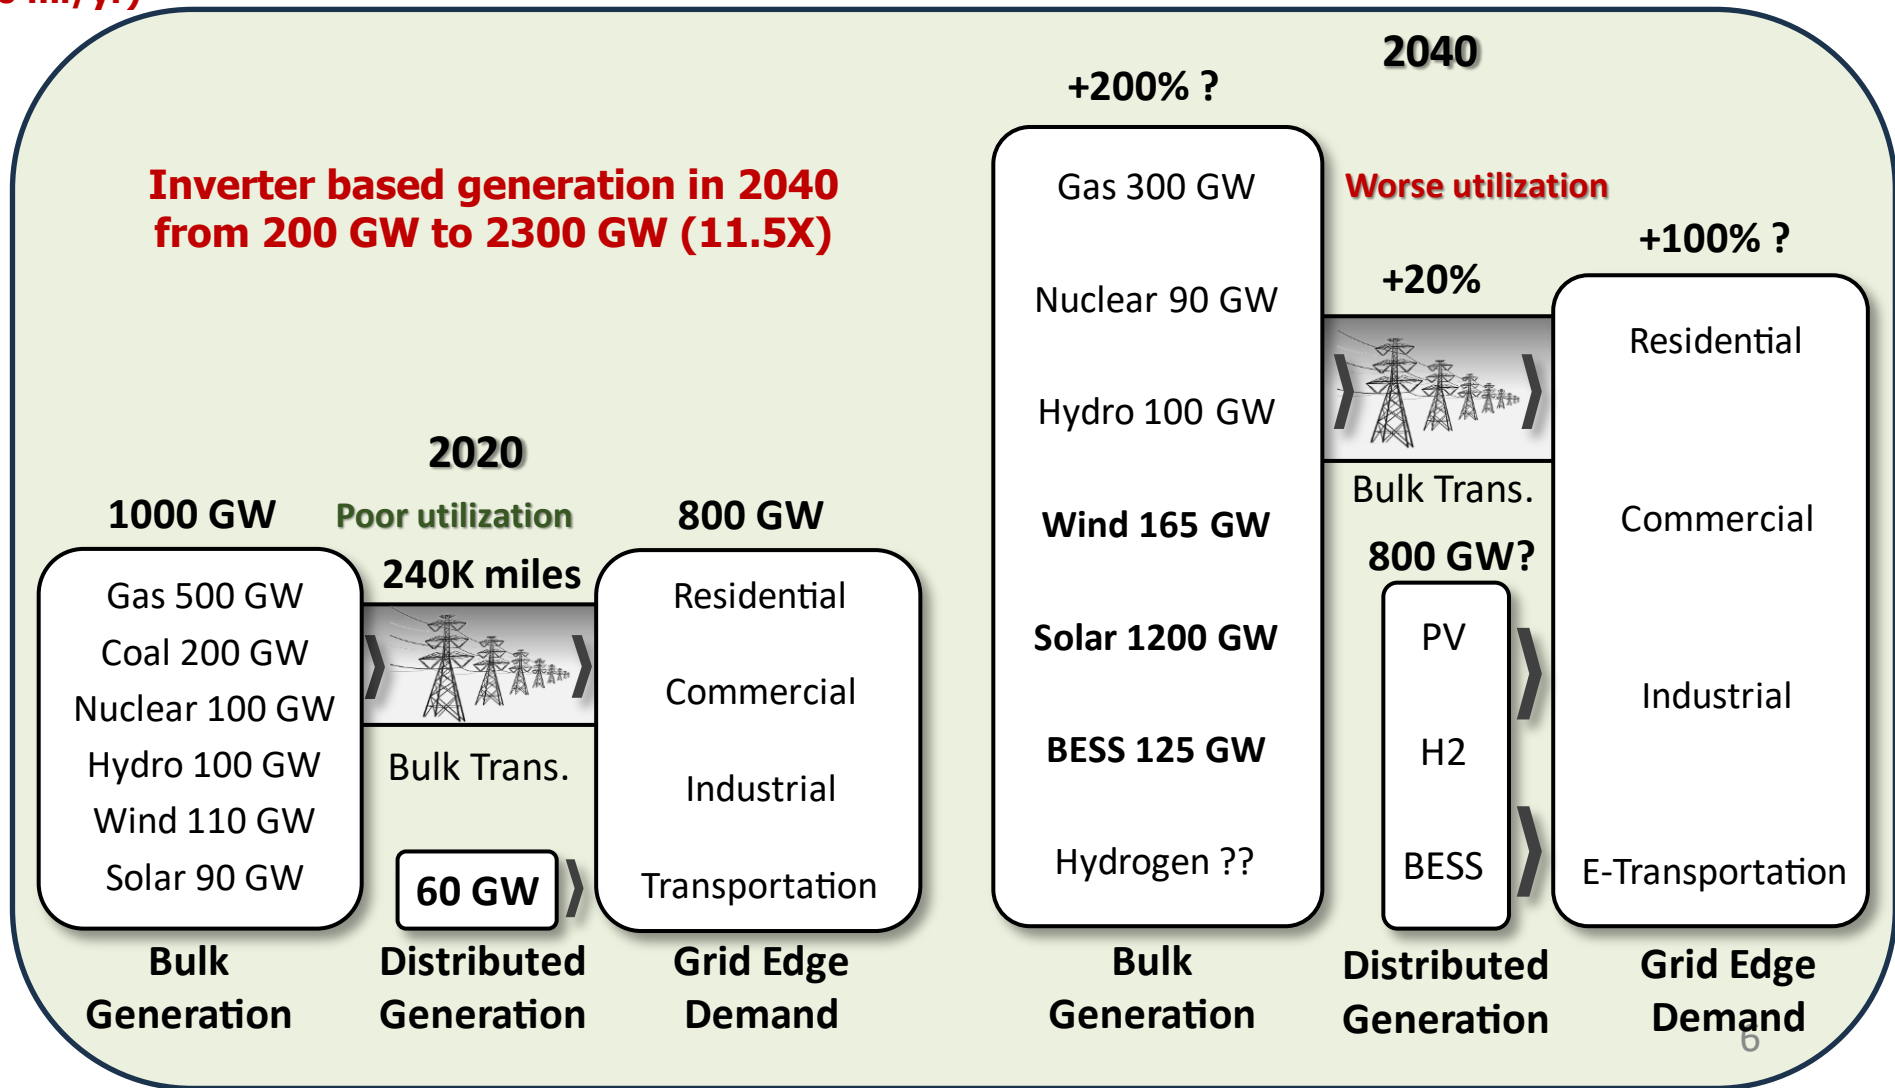 Inverter based generation in 2040
from 200 GW to 2300 GW (11.5X)
2020
1000 GW
Poor utilization
800 GW
240K miles
Gas 500 GW
Coal 200 GW
Nuclear 100 GW
Hydro 100 GW
Wind 110 GW
Solar 90 GW
Bulk Trans.
60 GW
Residential
Commercial
Industrial
Transportation
Bulk
Generation
Distributed
Generation
Grid Edge
Demand
2040
+200% ?
Worse utilization
+100% ?
+20%
Gas 300 GW
Nuclear 90 GW
Hydro 100 GW
Wind 165 GW
Solar 1200 GW
BESS 125 GW
Hydrogen ??
Bulk Trans.
800 GW?
PV
H2
BESS
Residential
Commercial
Industrial
E-Transportation
Bulk
Generation
Distributed
Generation
Grid Edge
Demand
6